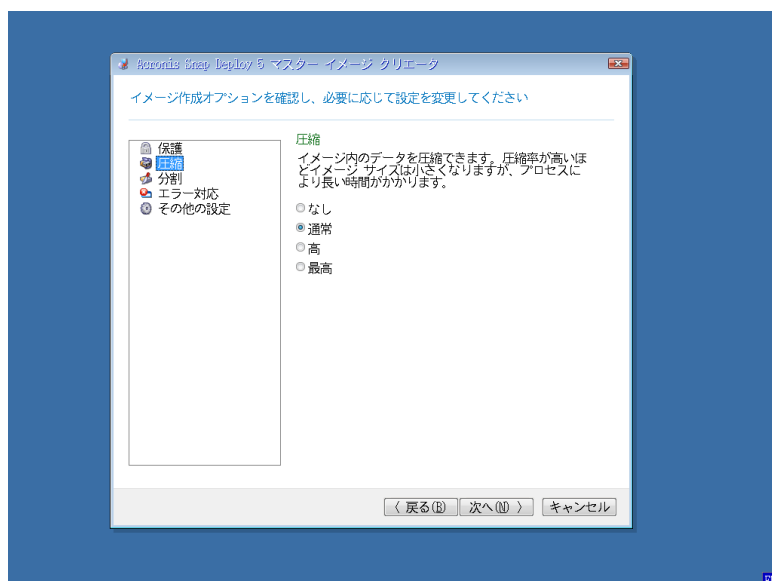 Acronis Snap Deploy 5 マスター イメージ クリエータ
イメージ作成オプションを確認し、必要に応じて設定を変更してください
保護
圧縮
分割
エラー対応
その他の設定
圧縮
イメージ内のデータを圧縮できます。圧縮率が高いほ
どイメージ サイズは小さくなりますが、プロセスに
より長い時間がかかります。
なし
通常
高
最高
〈 戻る(B)
次へ(N) 〉
キャンセル